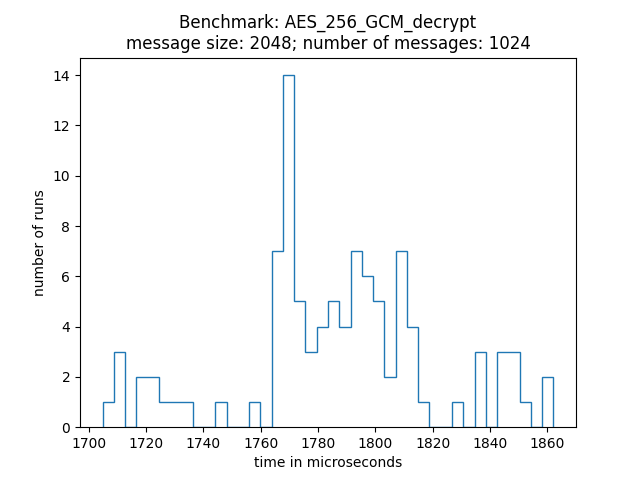 Benchmark: AES_256_GCM_decrypt
message size: 2048; number of messages: 1024
number of runs
14
12
10
8
6
4
2
0
1700 1720 1740 1760 1780 1800 1820 1840 1860
time in microseconds